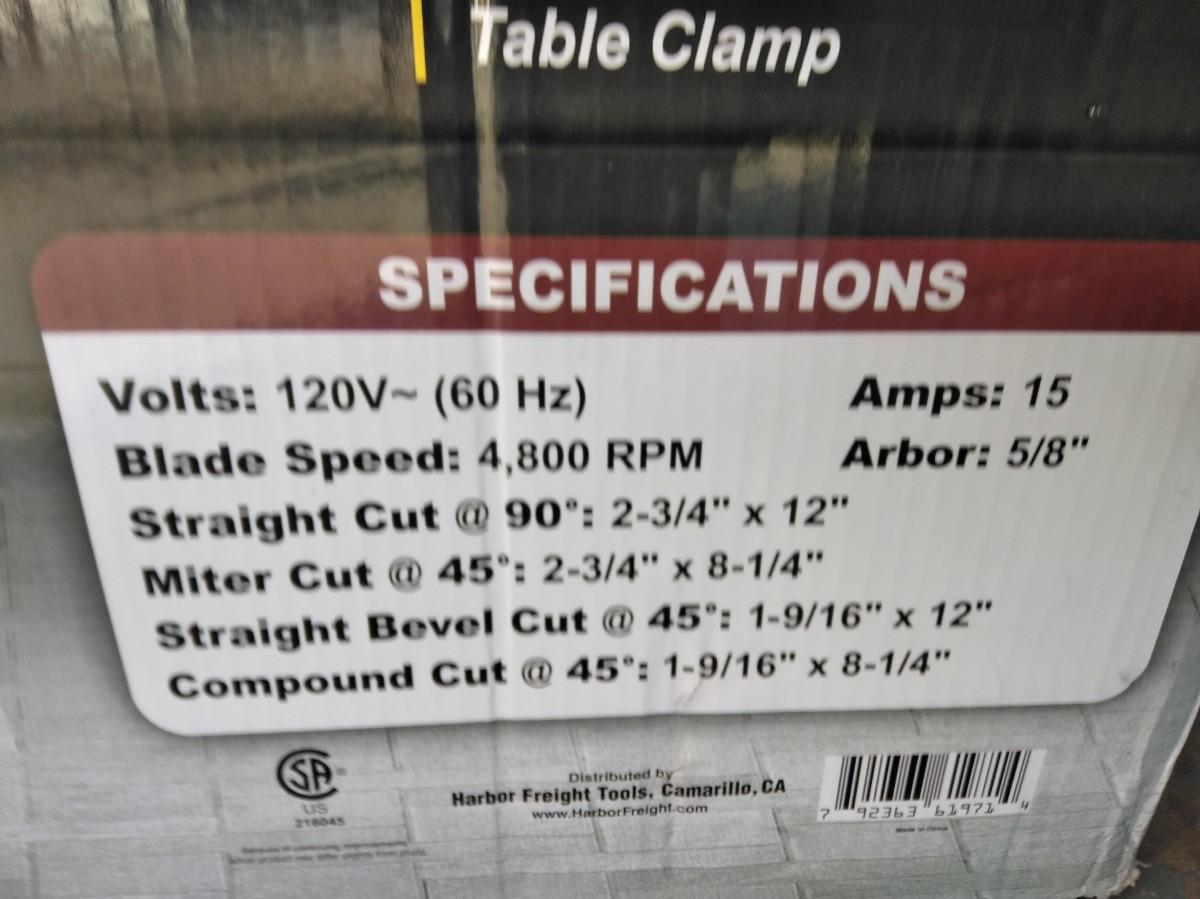 Table Clamp
SPECIFICATIONS
Volts: 120V~ (60 Hz) Amps: 15
Blade Speed: 4,800 RPM Arbor: 5/8"
Straight Cut @ 90°: 2-3/4" x 12"
Miter Cut @ 45°: 2-3/4" x 8-1/4"
Straight Bevel Cut @ 45°: 1-9/16" x 12"
Compound Cut @ 45°: 1-9/16" x 8-1/4"
SA
US
216045
Distributed by
Harbor Freight Tools, Camarillo, CA
www.HarborFreight.com
7 92363 61971 4
Made in China